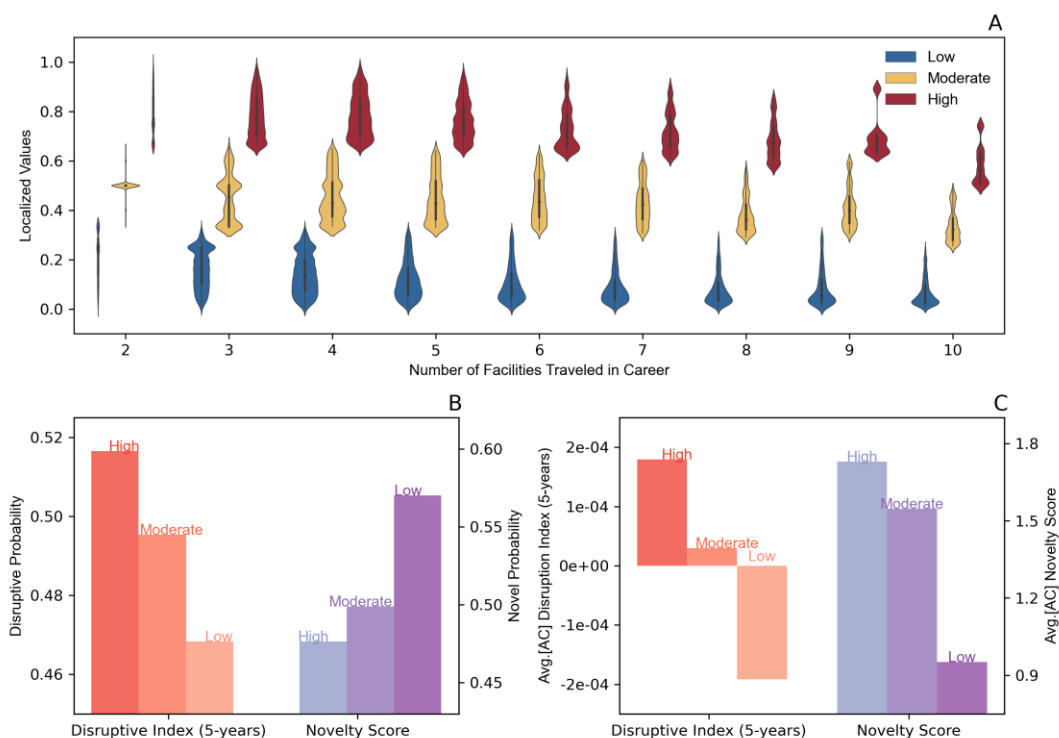 A
Low
Moderate
High
1.0
0.8
0.6
0.4
0.2
0.0
Localized Values
2 3 4 5 6 7 8 9 10
Number of Facilities Traveled in Career
B
0.52
0.50
0.48
0.46
Disruptive Probability
High
Moderate
Low
High
Moderate
Low
0.60
0.55
0.50
0.45
Novel Probability
Disruptive Index (5-years) Novelty Score
C
2e-04
1e-04
0e+00
-1e-04
-2e-04
Avg.[AC] Disruption Index (5-years)
High
Moderate
Low
High
Moderate
Low
1.8
1.5
1.2
0.9
Avg.[AC] Novelty Score
Disruptive Index (5-years) Novelty Score